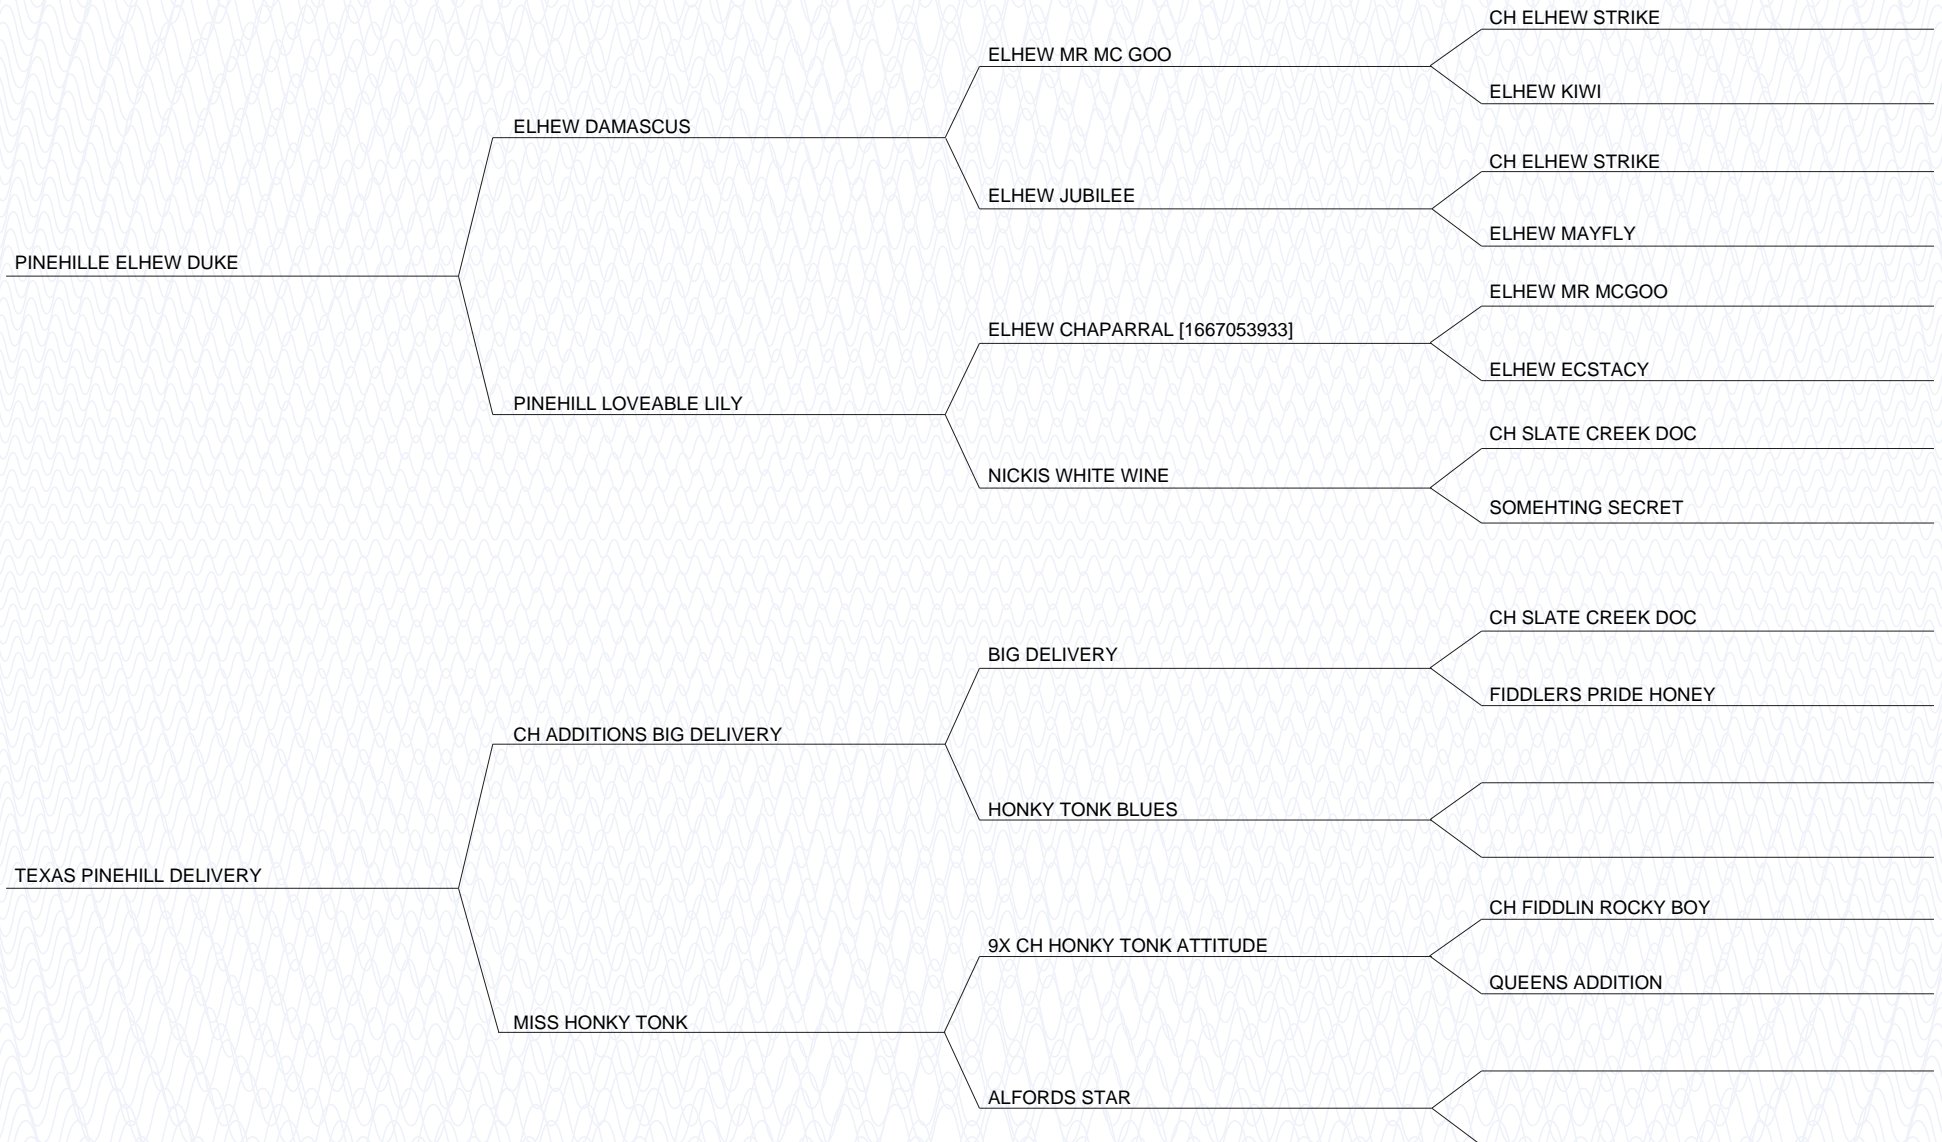 CH ELHEW STRIKE
ELHEW MR MC GOO
ELHEW KIWI
ELHEW DAMASCUS
CH ELHEW STRIKE
ELHEW JUBILEE
ELHEW MAYFLY
PINEHILLE ELHEW DUKE
ELHEW MR MCGOO
ELHEW CHAPARRAL [1667053933]
ELHEW ECSTACY
PINEHILL LOVEABLE LILY
CH SLATE CREEK DOC
NICKIS WHITE WINE
SOMEHTING SECRET
CH SLATE CREEK DOC
BIG DELIVERY
FIDDLERS PRIDE HONEY
CH ADDITIONS BIG DELIVERY
HONKY TONK BLUES
TEXAS PINEHILL DELIVERY
CH FIDDLIN ROCKY BOY
9X CH HONKY TONK ATTITUDE
QUEENS ADDITION
MISS HONKY TONK
ALFORDS STAR